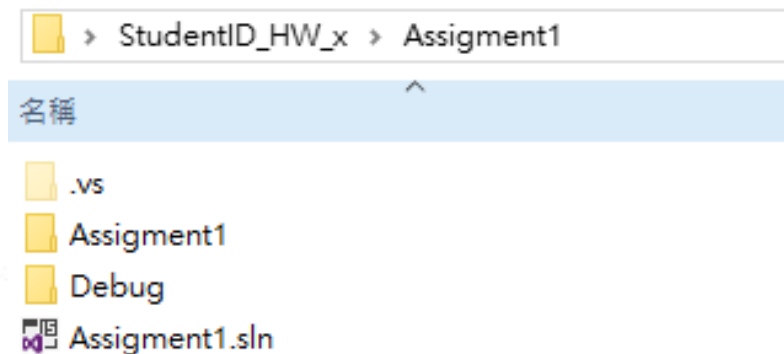 StudentID_HW_x > Assigment1
名稱
.vs
Assigment1
Debug
Assigment1.sln